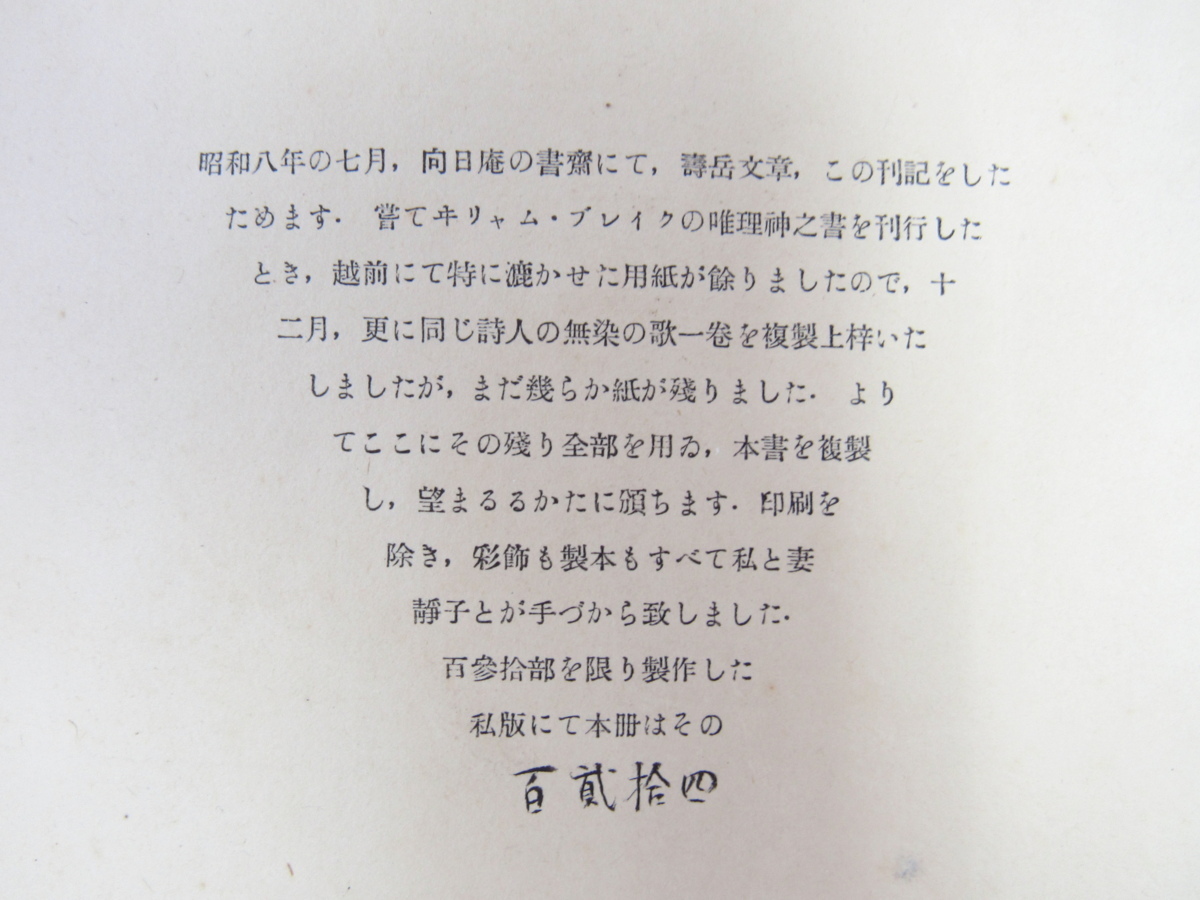 昭和八年の七月，向日庵の書齋にて，壽岳文章，この刊記をした
ためます． 嘗てヰリャム・ブレイクの唯理神之書を刊行した
とき，越前にて特に漉かせた用紙が餘りましたので，十
二月，更に同じ詩人の無染の歌一卷を複製上梓いた
しましたが，まだ幾らか紙が殘りました． より
てここにその殘り全部を用ゐ，本書を複製
し，望まるるかたに頒ちます．印刷を
除き，彩飾も製本もすべて私と妻
靜子とが手づから致しました．
百參拾部を限り製作した
私版にて本册はその
百貳拾四